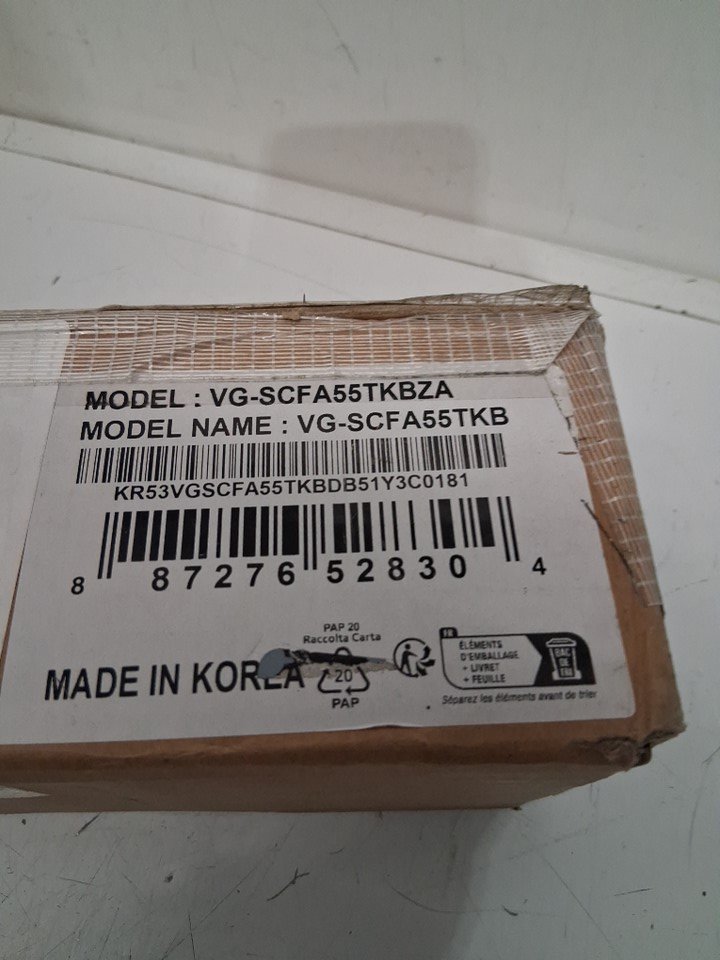 MODEL : VG-SCFA55TKBZA
MODEL NAME : VG-SCFA55TKB
KR53VGSCFA55TKBDB51Y3C0181
8 87276 52830 4
PAP 20
Raccolta Carta
MADE IN KOREA
20
PAP
FR
ÉLÉMENTS
D'EMBALLAGE
+ LIVRET
+ FEUILLE
BAC
DE
TRI
Séparez les éléments avant de trier